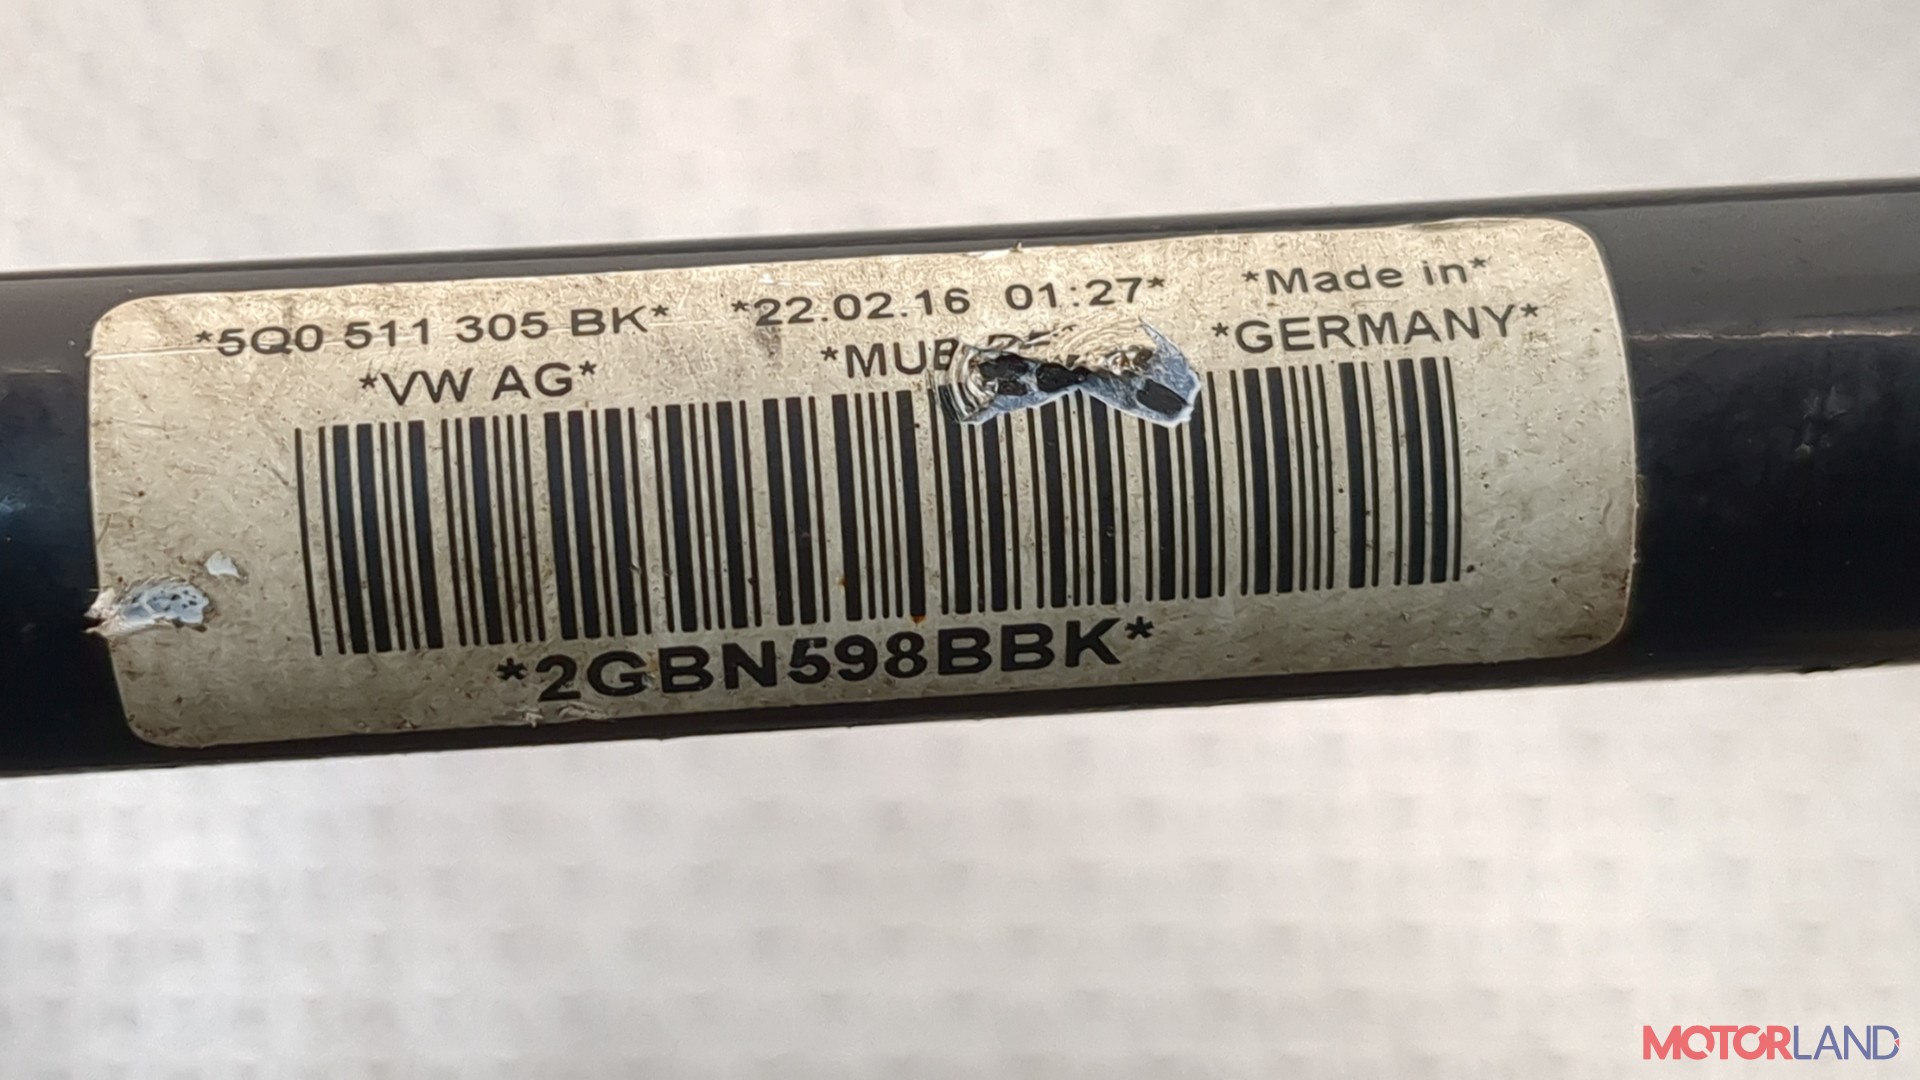 *5Q0 511 305 BK* *22.02.16 01:27* *Made in*
*VW AG* *GERMANY*
*2GBN598BBK*
MOTORLAND